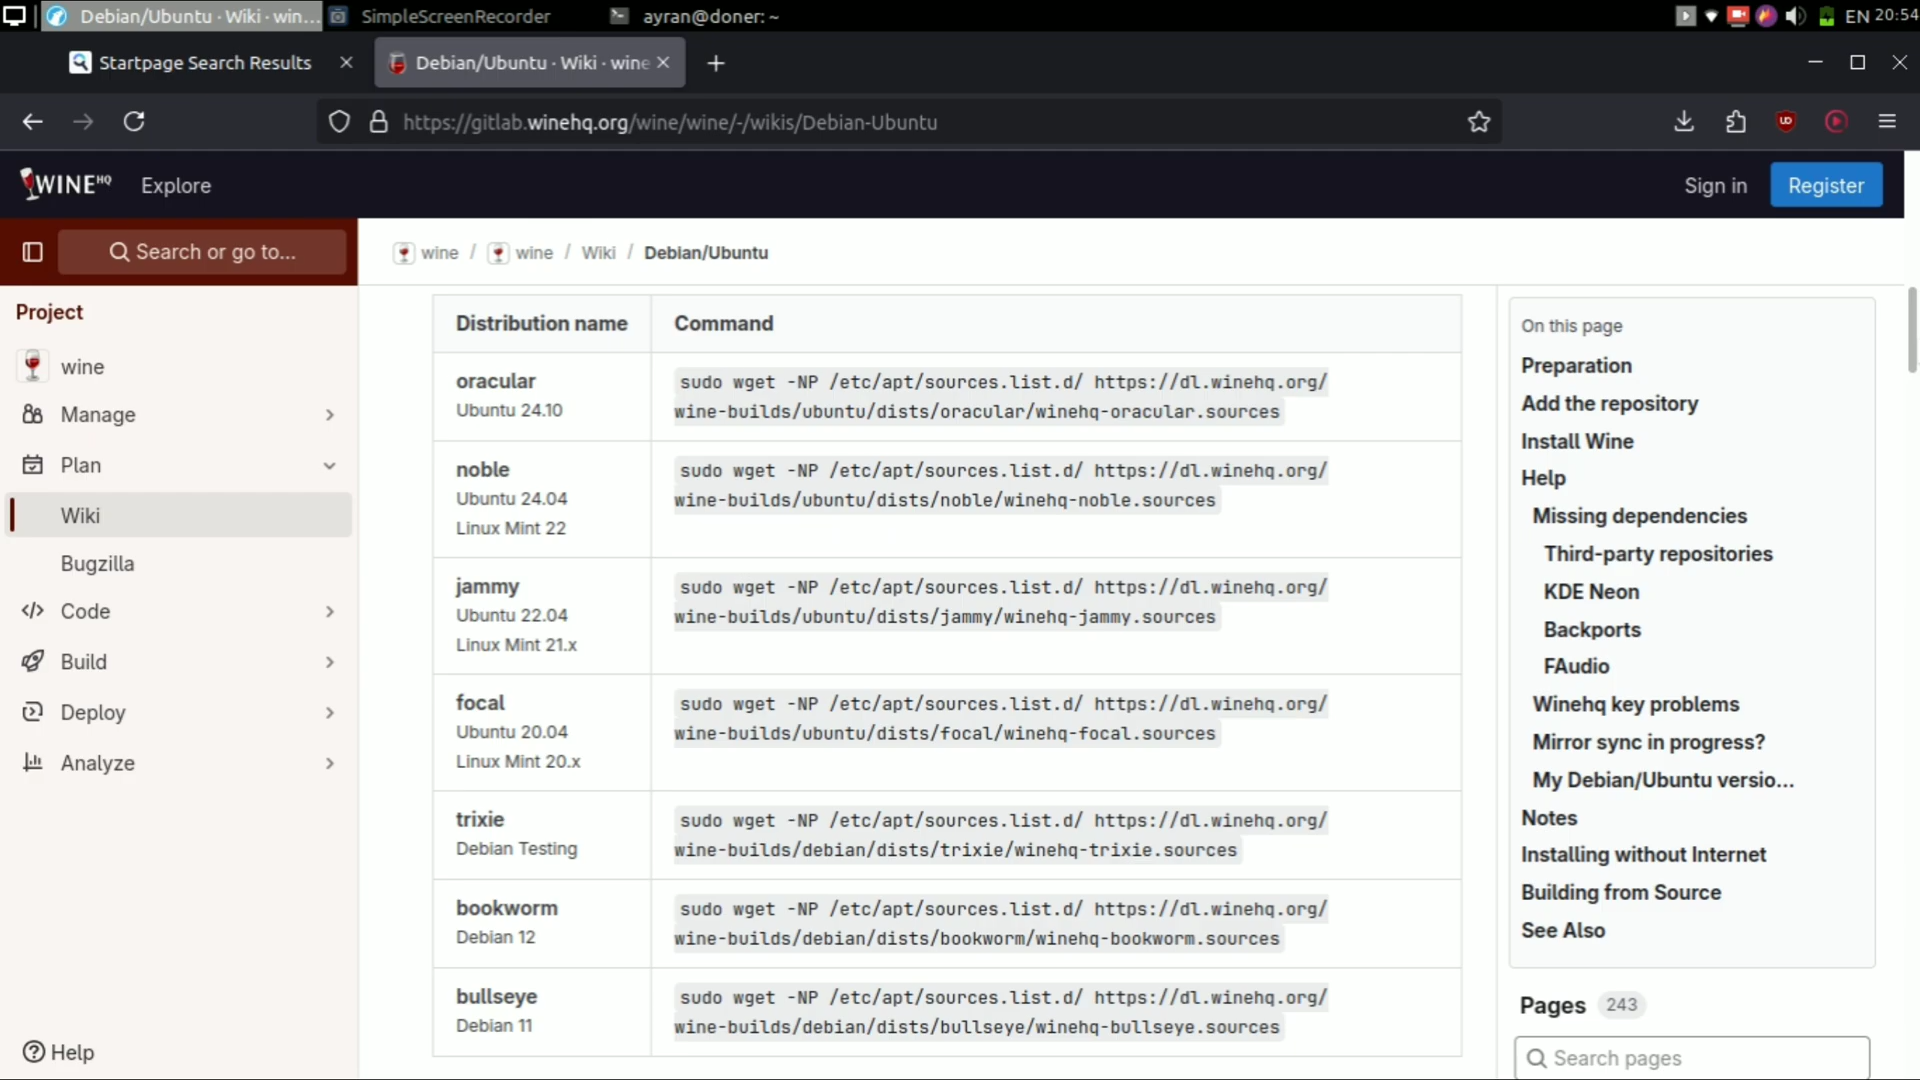 Debian/Ubuntu · Wiki · win...
SimpleScreenRecorder
ayran@doner: ~
EN 20:54
Startpage Search Results
Debian/Ubuntu · Wiki · wine
https://gitlab.winehq.org/wine/wine/-/wikis/Debian-Ubuntu
WINE HQ
Explore
Sign in
Register
Search or go to...
wine / wine / Wiki / Debian/Ubuntu
Project
wine
Manage
Plan
Wiki
Bugzilla
Code
Build
Deploy
Analyze
Help
Distribution name
Command
oracular
Ubuntu 24.10
sudo wget -NP /etc/apt/sources.list.d/ https://dl.winehq.org/
wine-builds/ubuntu/dists/oracular/winehq-oracular.sources
noble
Ubuntu 24.04
Linux Mint 22
sudo wget -NP /etc/apt/sources.list.d/ https://dl.winehq.org/
wine-builds/ubuntu/dists/noble/winehq-noble.sources
jammy
Ubuntu 22.04
Linux Mint 21.x
sudo wget -NP /etc/apt/sources.list.d/ https://dl.winehq.org/
wine-builds/ubuntu/dists/jammy/winehq-jammy.sources
focal
Ubuntu 20.04
Linux Mint 20.x
sudo wget -NP /etc/apt/sources.list.d/ https://dl.winehq.org/
wine-builds/ubuntu/dists/focal/winehq-focal.sources
trixie
Debian Testing
sudo wget -NP /etc/apt/sources.list.d/ https://dl.winehq.org/
wine-builds/debian/dists/trixie/winehq-trixie.sources
bookworm
Debian 12
sudo wget -NP /etc/apt/sources.list.d/ https://dl.winehq.org/
wine-builds/debian/dists/bookworm/winehq-bookworm.sources
bullseye
Debian 11
sudo wget -NP /etc/apt/sources.list.d/ https://dl.winehq.org/
wine-builds/debian/dists/bullseye/winehq-bullseye.sources
On this page
Preparation
Add the repository
Install Wine
Help
Missing dependencies
Third-party repositories
KDE Neon
Backports
FAudio
Winehq key problems
Mirror sync in progress?
My Debian/Ubuntu versio...
Notes
Installing without Internet
Building from Source
See Also
Pages 243
Search pages